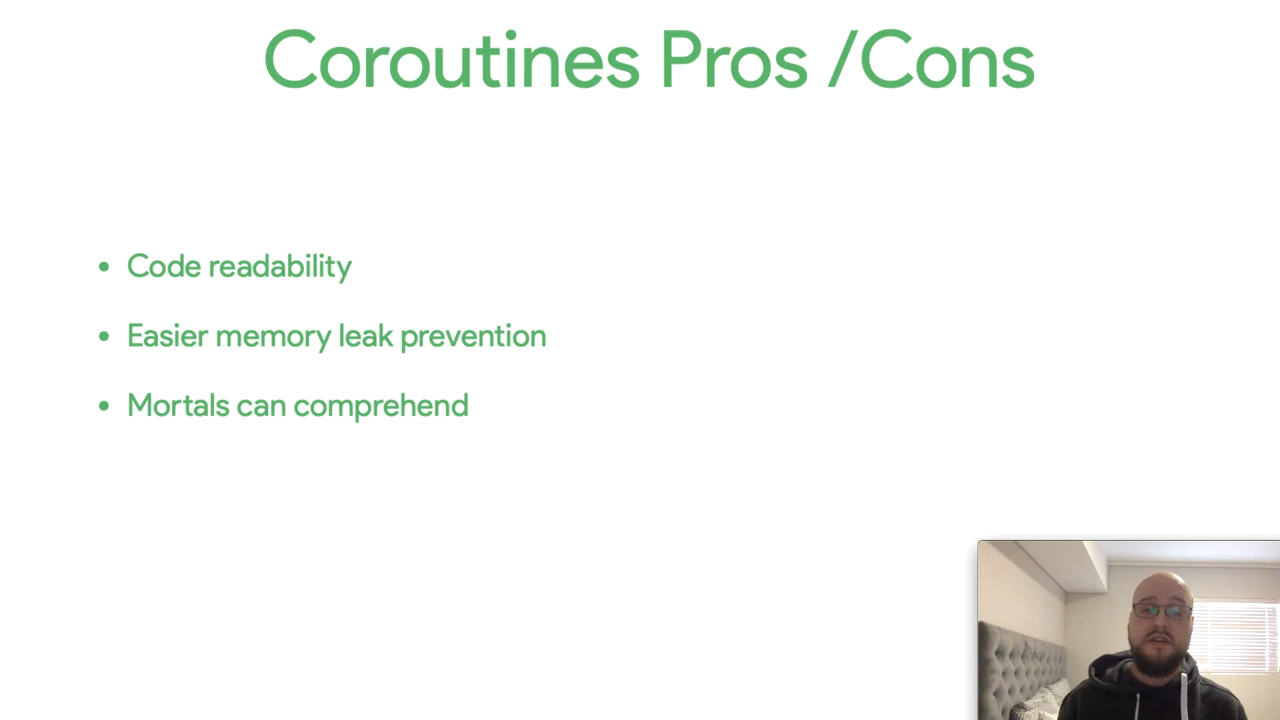 Coroutines Pros /Cons
• Code readability
• Easier memory leak prevention
• Mortals can comprehend